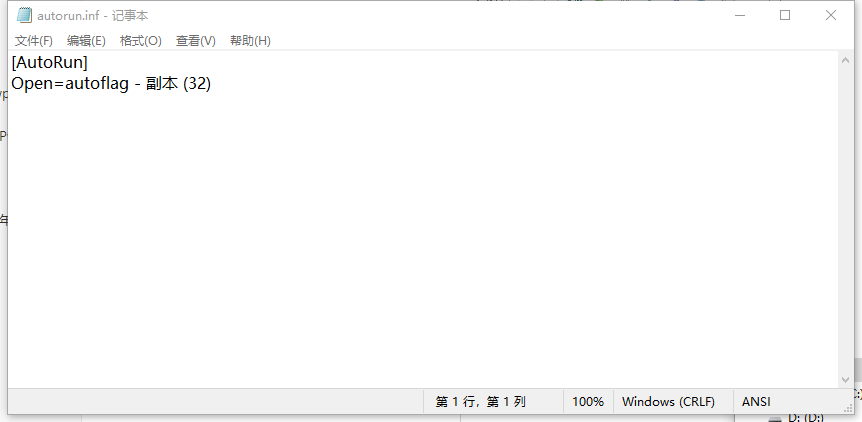 autorun.inf - 记事本
文件(F) 编辑(E) 格式(O) 查看(V) 帮助(H)
[AutoRun]
Open=autoflag - 副本 (32)
年
第 1 行，第 1 列 100% Windows (CRLF) ANSI
D: (D:)